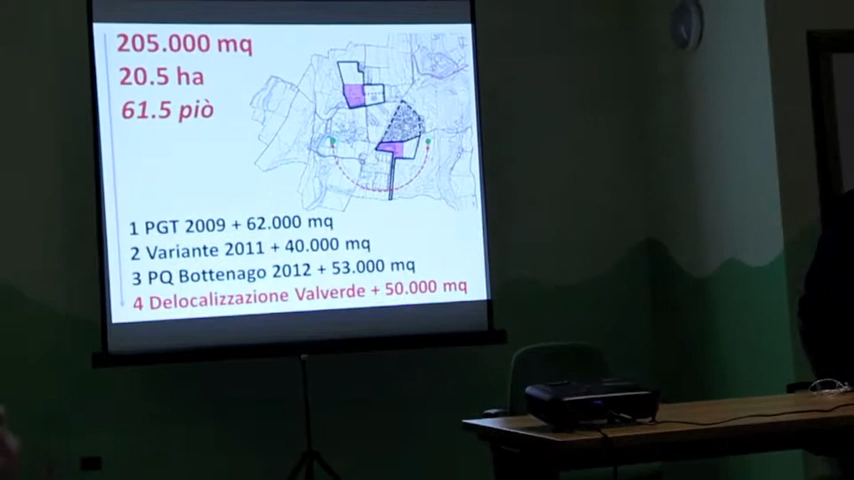 205.000 mq
20.5 ha
61.5 piò
1 PGT 2009 + 62.000 mq
2 Variante 2011 + 40.000 mq
3 PQ Bottenago 2012 + 53.000 mq
4 Delocalizzazione Valverde + 50.000 mq